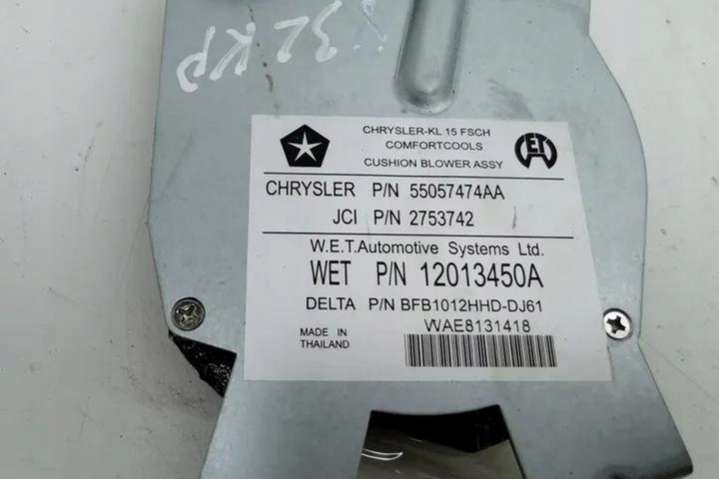 32 KP
CHRYSLER-KL 15 FSCH
COMFORTCOOLS
CUSHION BLOWER ASSY
WET
CHRYSLER P/N 55057474AA
JCI P/N 2753742
W.E.T.Automotive Systems Ltd.
WET P/N 12013450A
DELTA P/N BFB1012HHD-DJ61
WAE8131418
MADE IN
THAILAND